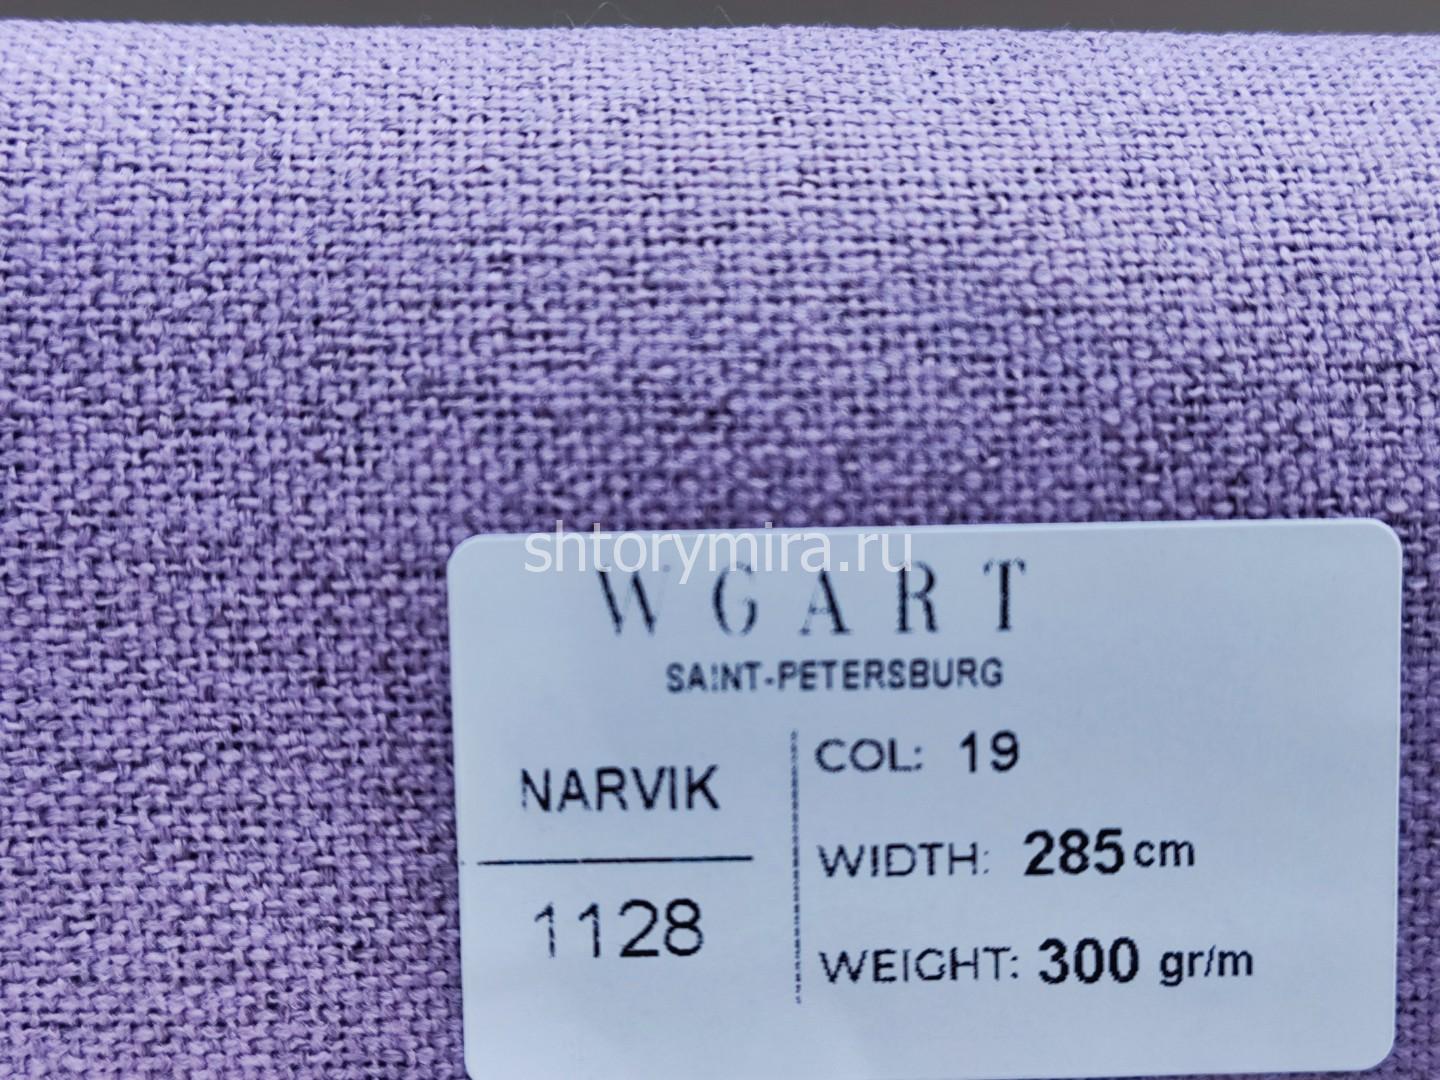 shtorymira.ru
WGART
SAINT-PETERSBURG
NARVIK
1128
COL: 19
WIDTH: 285 cm
WEIGHT: 300 gr/m